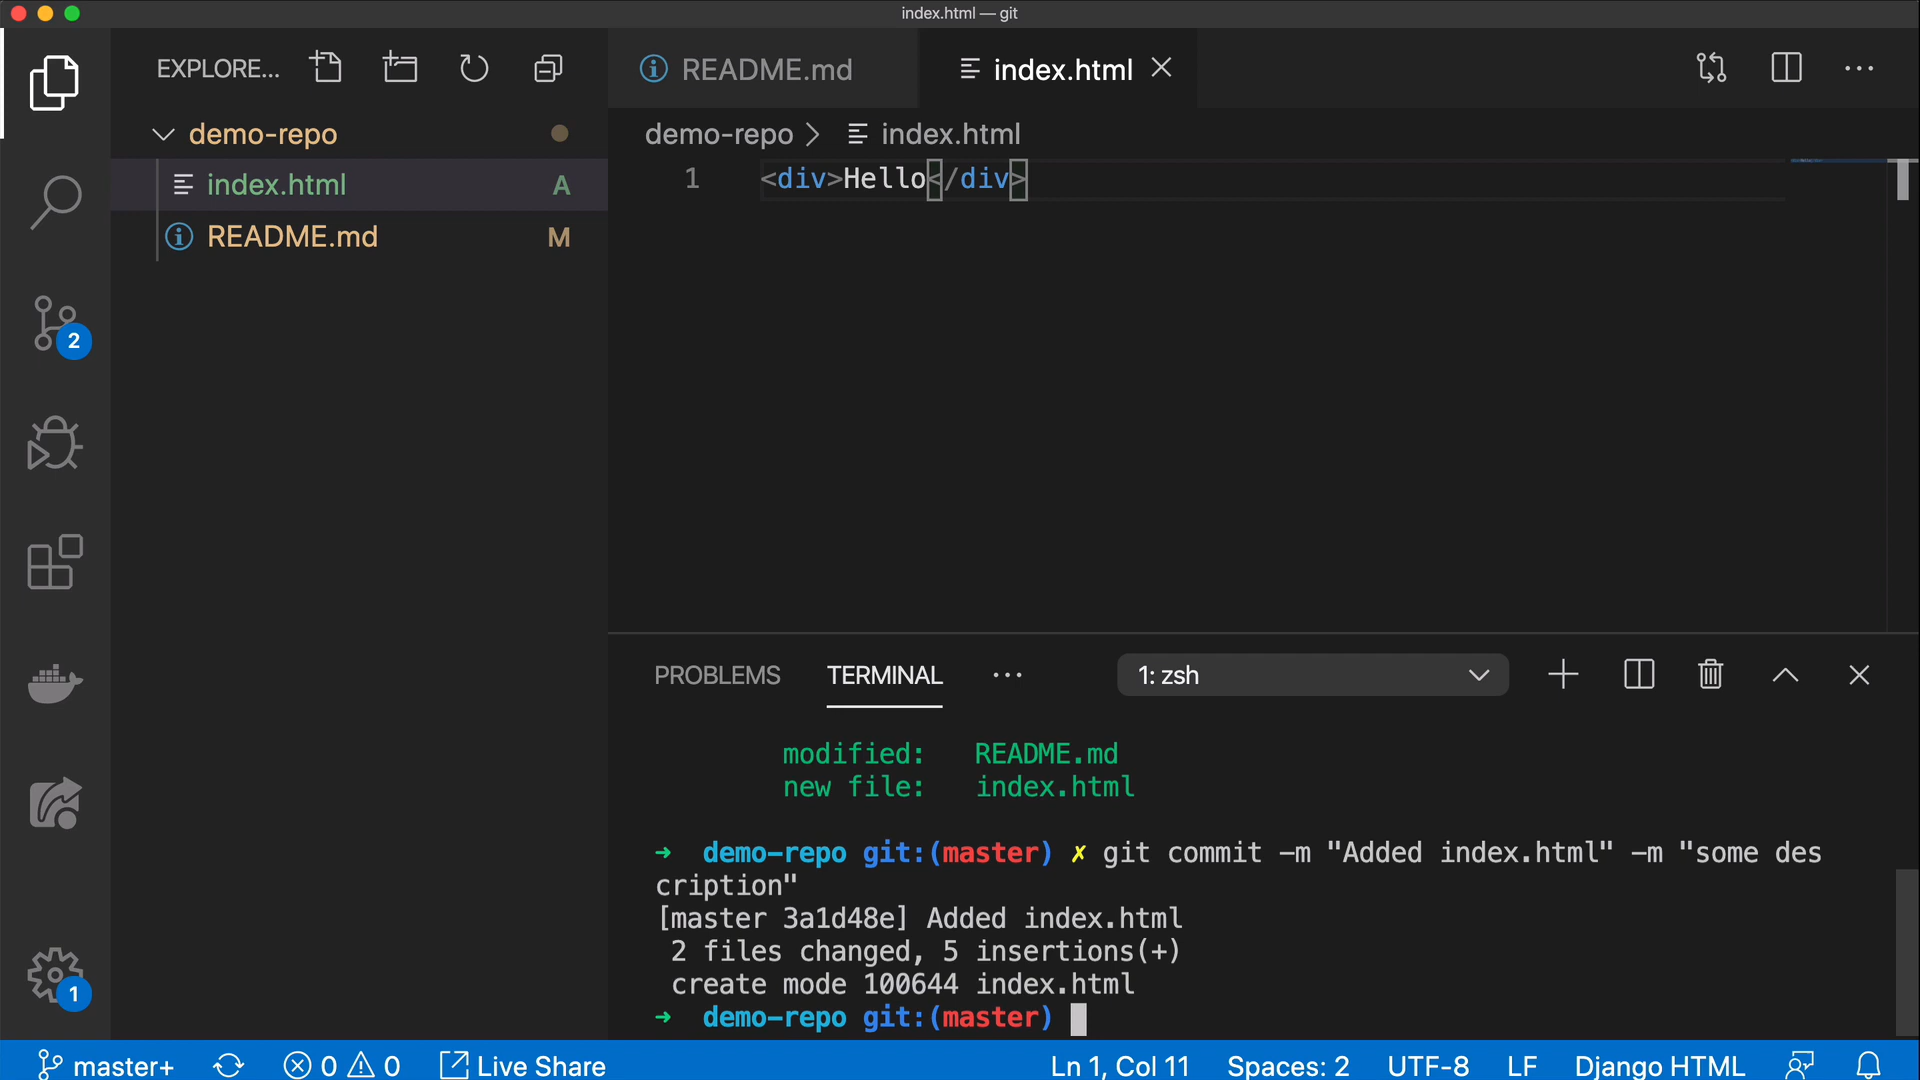 index.html — git
EXPLORE...
README.md
index.html
demo-repo
index.html A
README.md M
demo-repo > index.html
1 <div>Hello</div>
2
1
PROBLEMS TERMINAL ... 1: zsh
modified: README.md
new file: index.html
➜ demo-repo git:(master) ✗ git commit -m "Added index.html" -m "some des
cription"
[master 3a1d48e] Added index.html
2 files changed, 5 insertions(+)
create mode 100644 index.html
➜ demo-repo git:(master)
master+ 0 0 Live Share Ln 1, Col 11 Spaces: 2 UTF-8 LF Django HTML